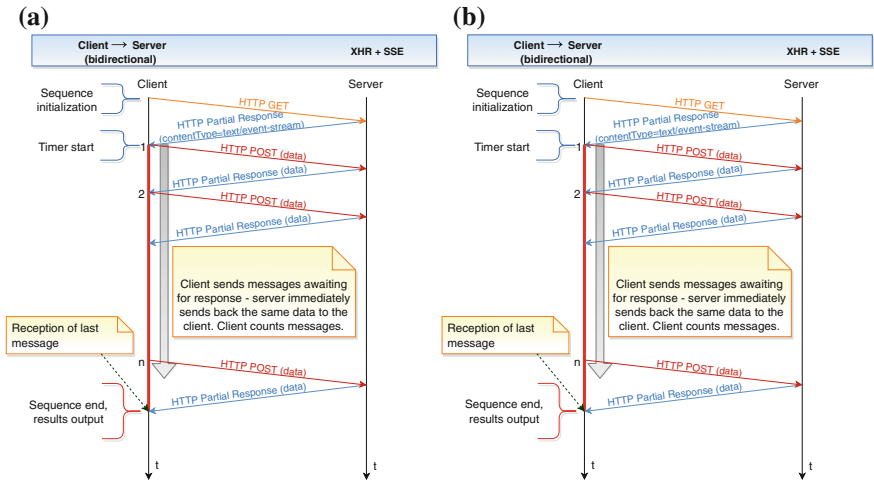 (a)
Client → Server
(bidirectional)
XHR + SSE
Client
Server
Sequence
initialization
HTTP GET
HTTP Partial Response
(contentType=text/event-stream)
Timer start
1
HTTP POST (data)
HTTP Partial Response (data)
2
HTTP POST (data)
HTTP Partial Response (data)
Client sends messages awaiting
for response - server immediately
sends back the same data to the
client. Client counts messages.
Reception of last
message
n
HTTP POST (data)
HTTP Partial Response (data)
Sequence end,
results output
t
t
(b)
Client → Server
(bidirectional)
XHR + SSE
Client
Server
Sequence
initialization
HTTP GET
HTTP Partial Response
(contentType=text/event-stream)
Timer start
1
HTTP POST (data)
HTTP Partial Response (data)
2
HTTP POST (data)
HTTP Partial Response (data)
Client sends messages awaiting
for response - server immediately
sends back the same data to the
client. Client counts messages.
Reception of last
message
n
HTTP POST (data)
HTTP Partial Response (data)
Sequence end,
results output
t
t